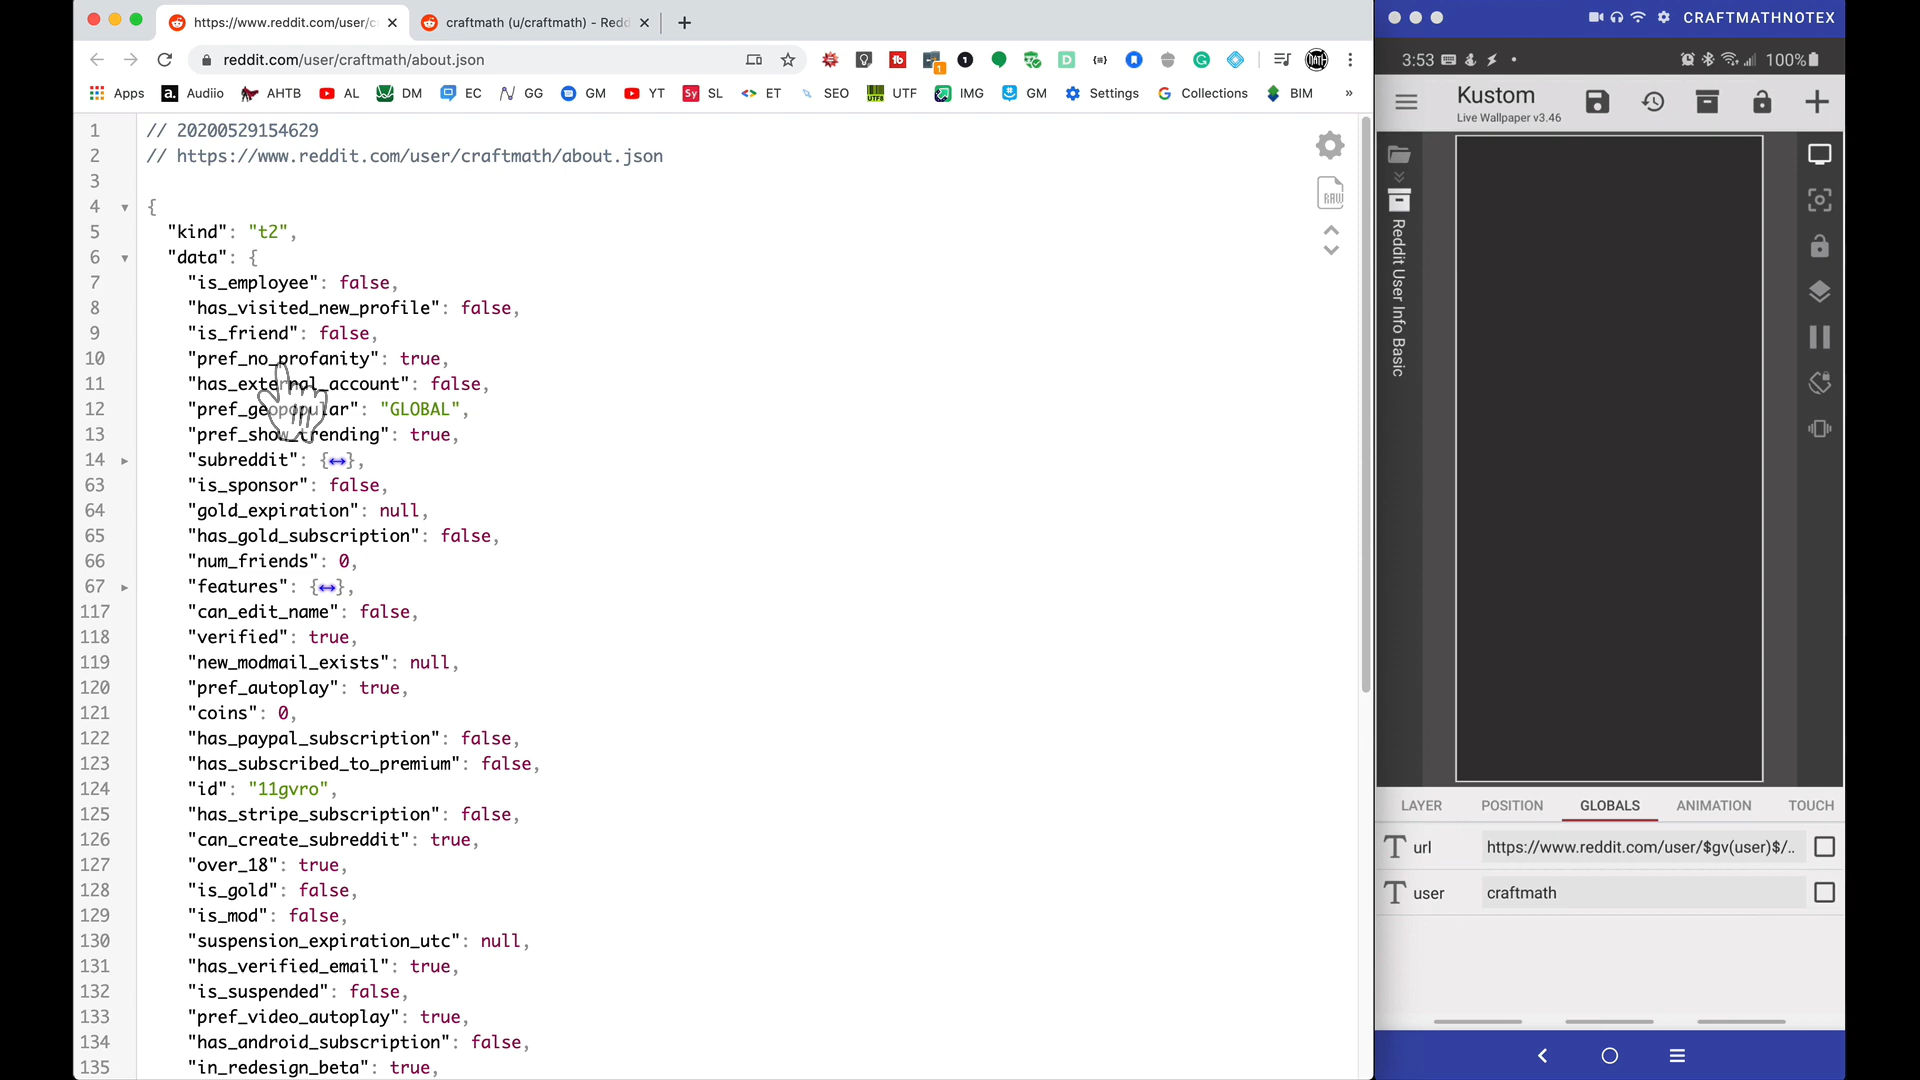 https://www.reddit.com/user/c
craftmath (u/craftmath) - Redd
reddit.com/user/craftmath/about.json
Apps
Audiio
AHTB
AL
DM
EC
GG
GM
YT
SL
ET
SEO
UTF
IMG
GM
Settings
Collections
BIM
»
1 // 20200529154629
2 // https://www.reddit.com/user/craftmath/about.json
3
4 {
5 "kind": "t2",
6 "data": {
7 "is_employee": false,
8 "has_visited_new_profile": false,
9 "is_friend": false,
10 "pref_no_profanity": true,
11 "has_external_account": false,
12 "pref_geopopular": "GLOBAL",
13 "pref_show_trending": true,
14 "subreddit": {↔},
63 "is_sponsor": false,
64 "gold_expiration": null,
65 "has_gold_subscription": false,
66 "num_friends": 0,
67 "features": {↔},
117 "can_edit_name": false,
118 "verified": true,
119 "new_modmail_exists": null,
120 "pref_autoplay": true,
121 "coins": 0,
122 "has_paypal_subscription": false,
123 "has_subscribed_to_premium": false,
124 "id": "11gvro",
125 "has_stripe_subscription": false,
126 "can_create_subreddit": true,
127 "over_18": true,
128 "is_gold": false,
129 "is_mod": false,
130 "suspension_expiration_utc": null,
131 "has_verified_email": true,
132 "is_suspended": false,
133 "pref_video_autoplay": true,
134 "has_android_subscription": false,
135 "in_redesign_beta": true,
RAW
CRAFTMATHNOTEX
3:53
100%
Kustom
Live Wallpaper v3.46
Reddit User Info Basic
LAYER
POSITION
GLOBALS
ANIMATION
TOUCH
url
https://www.reddit.com/user/$gv(user)$/..
user
craftmath